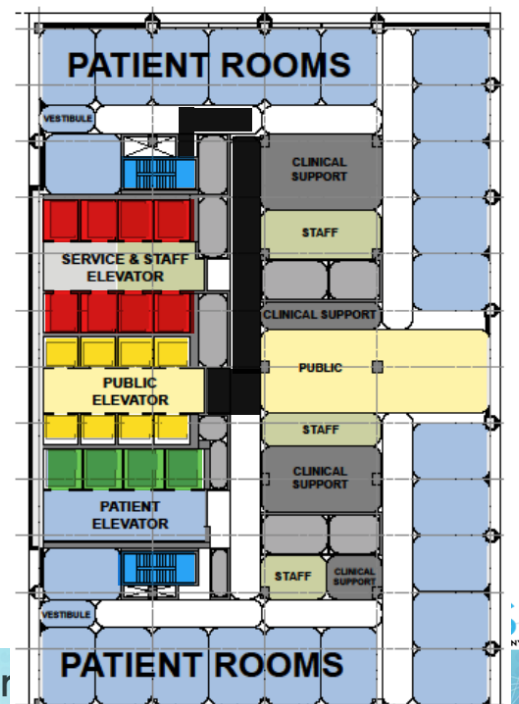 PATIENT ROOMS
VESTIBULE
CLINICAL
SUPPORT
STAFF
SERVICE & STAFF
ELEVATOR
CLINICAL SUPPORT
PUBLIC
PUBLIC
ELEVATOR
STAFF
CLINICAL
SUPPORT
PATIENT
ELEVATOR
STAFF
CLINICAL
SUPPORT
VESTIBULE
PATIENT ROOMS